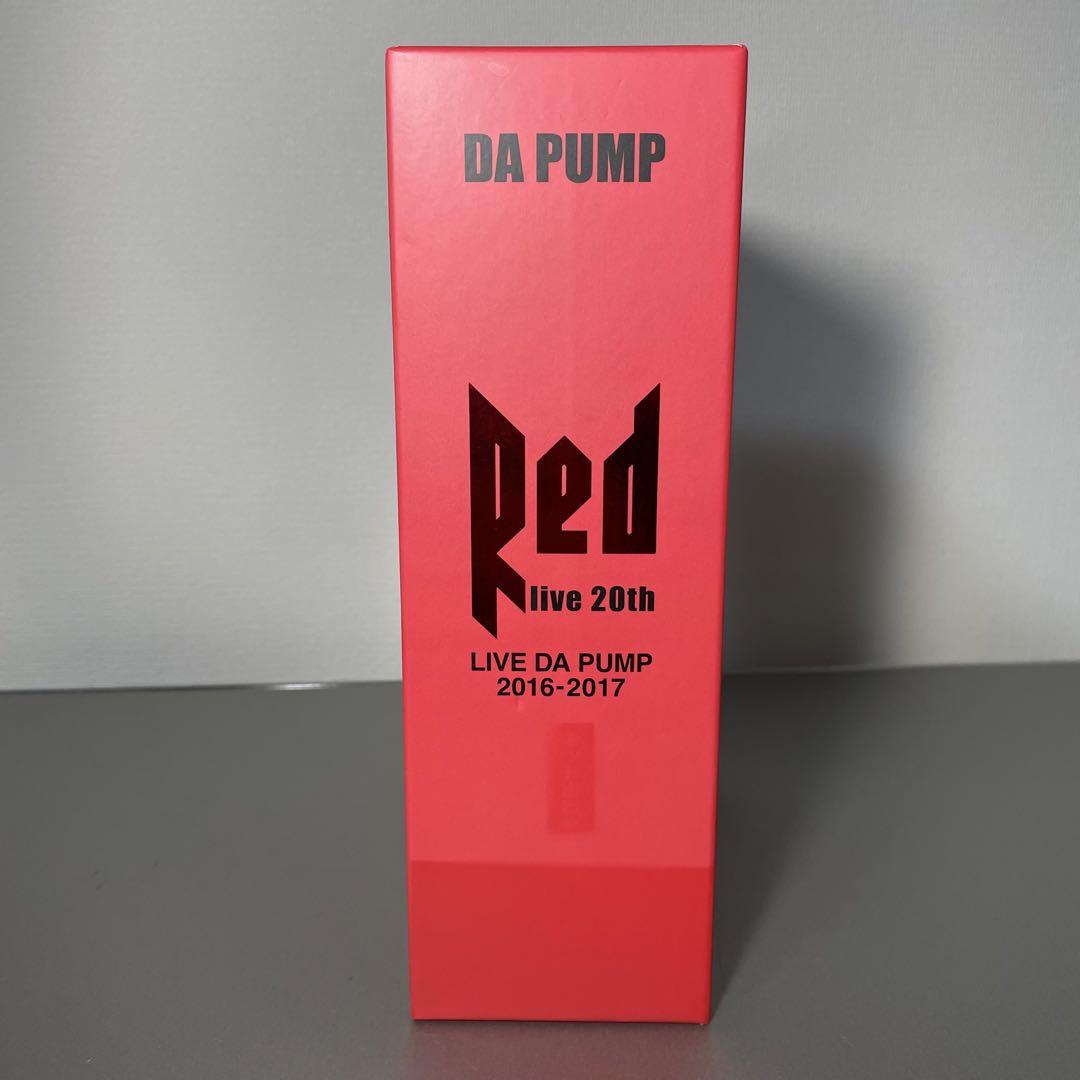 DA PUMP
Red
live 20th
LIVE DA PUMP
2016-2017